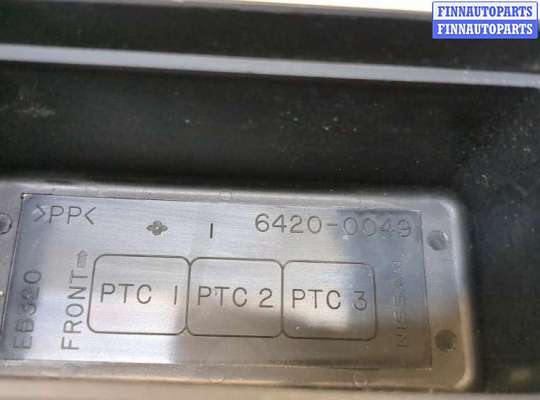 FINNAUTOPARTS
FINNAUTOPARTS
>PP< I 6420-0049
EB320
FRONT⇨
PTC 1 PTC 2 PTC 3
NISSAN